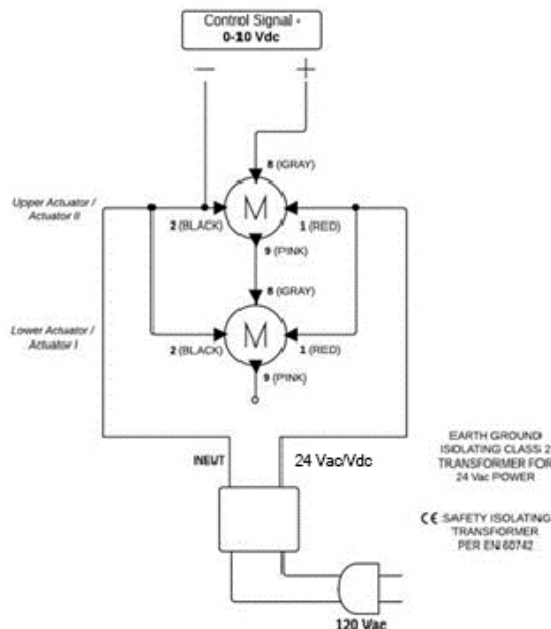 Control Signal -
0-10 Vdc
8 (IGRAY)
Upper Actuator /
Actuator II
M
2 (BLACK)
1 (RED)
9 (PINK)
8 (IGRAY)
Lower Actuator /
Actuator I
M
2 (BLACK)
1 (RED)
9 (PINK)
24 Vac/Vdc
EARTH GROUND
ISOLATING CLASS 2
TRANSFORMER FOR
24 Vac POWER
CE SAFETY ISOLATING
TRANSFORMER
PER EN 60742
120 Vac